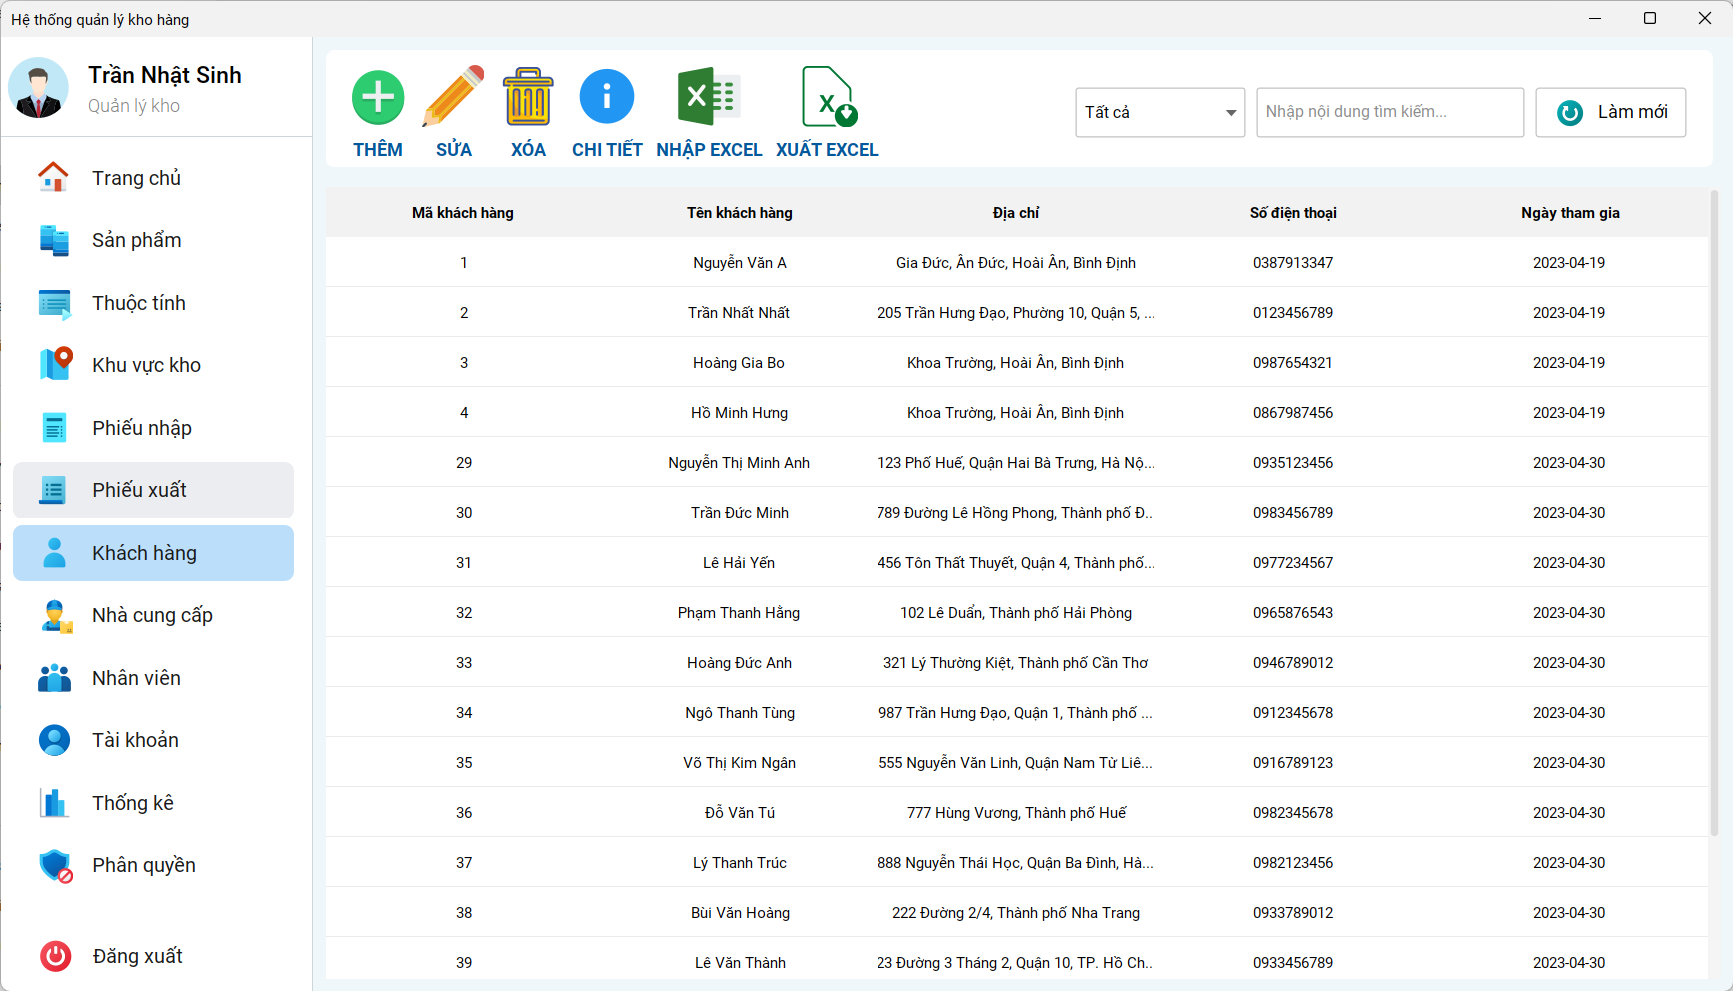 Hệ thống quản lý kho hàng
Trần Nhật Sinh
Quản lý kho
Trang chủ
Sản phẩm
Thuộc tính
Khu vực kho
Phiếu nhập
Phiếu xuất
Khách hàng
Nhà cung cấp
Nhân viên
Tài khoản
Thống kê
Phân quyền
Đăng xuất
THÊM SỬA XÓA CHI TIẾT NHẬP EXCEL XUẤT EXCEL
Tất cả Nhập nội dung tìm kiếm... Làm mới
Mã khách hàng Tên khách hàng Địa chỉ Số điện thoại Ngày tham gia
1 Nguyễn Văn A Gia Đức, Ân Đức, Hoài Ân, Bình Định 0387913347 2023-04-19
2 Trần Nhất Nhất 205 Trần Hưng Đạo, Phường 10, Quận 5, ... 0123456789 2023-04-19
3 Hoàng Gia Bo Khoa Trường, Hoài Ân, Bình Định 0987654321 2023-04-19
4 Hồ Minh Hưng Khoa Trường, Hoài Ân, Bình Định 0867987456 2023-04-19
29 Nguyễn Thị Minh Anh 123 Phố Huế, Quận Hai Bà Trưng, Hà Nộ... 0935123456 2023-04-30
30 Trần Đức Minh 789 Đường Lê Hồng Phong, Thành phố Đ... 0983456789 2023-04-30
31 Lê Hải Yến 456 Tôn Thất Thuyết, Quận 4, Thành phố... 0977234567 2023-04-30
32 Phạm Thanh Hằng 102 Lê Duẩn, Thành phố Hải Phòng 0965876543 2023-04-30
33 Hoàng Đức Anh 321 Lý Thường Kiệt, Thành phố Cần Thơ 0946789012 2023-04-30
34 Ngô Thanh Tùng 987 Trần Hưng Đạo, Quận 1, Thành phố ... 0912345678 2023-04-30
35 Võ Thị Kim Ngân 555 Nguyễn Văn Linh, Quận Nam Từ Liê... 0916789123 2023-04-30
36 Đỗ Văn Tú 777 Hùng Vương, Thành phố Huế 0982345678 2023-04-30
37 Lý Thanh Trúc 888 Nguyễn Thái Học, Quận Ba Đình, Hà... 0982123456 2023-04-30
38 Bùi Văn Hoàng 222 Đường 2/4, Thành phố Nha Trang 0933789012 2023-04-30
39 Lê Văn Thành 23 Đường 3 Tháng 2, Quận 10, TP. Hồ Ch... 0933456789 2023-04-30